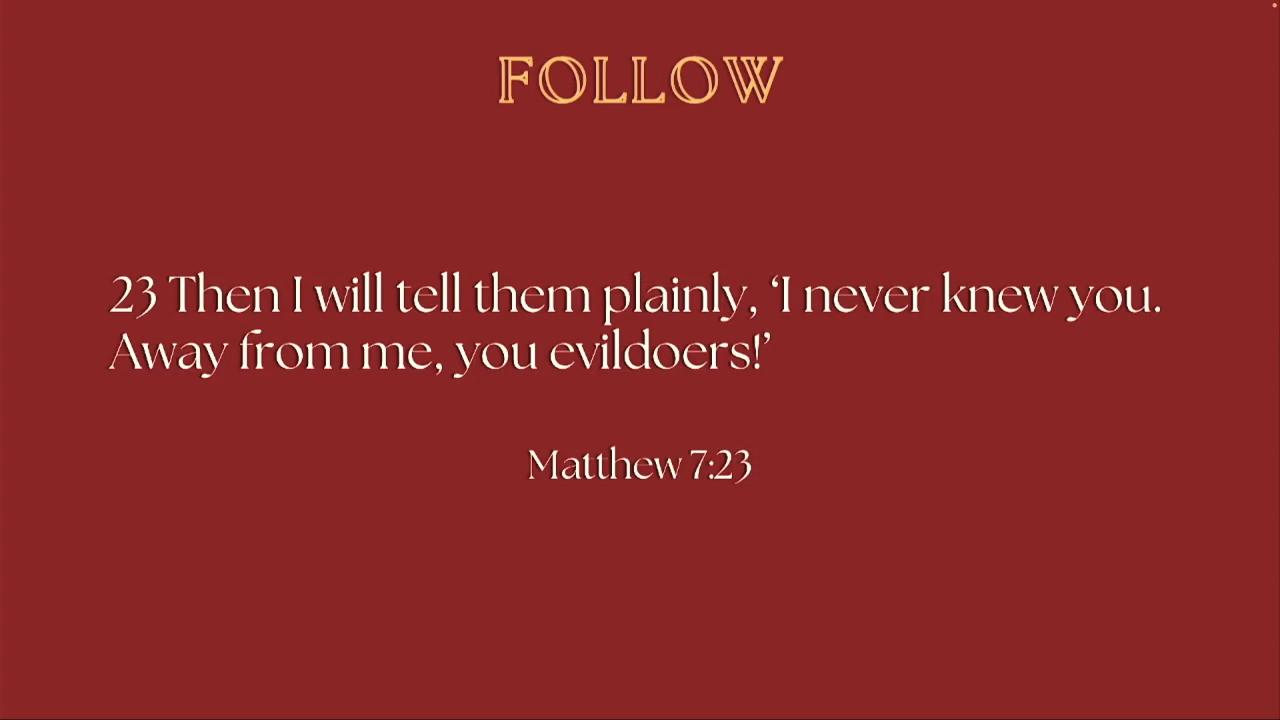 FOLLOW
23 Then I will tell them plainly, ‘I never knew you.
Away from me, you evildoers!’
Matthew 7:23